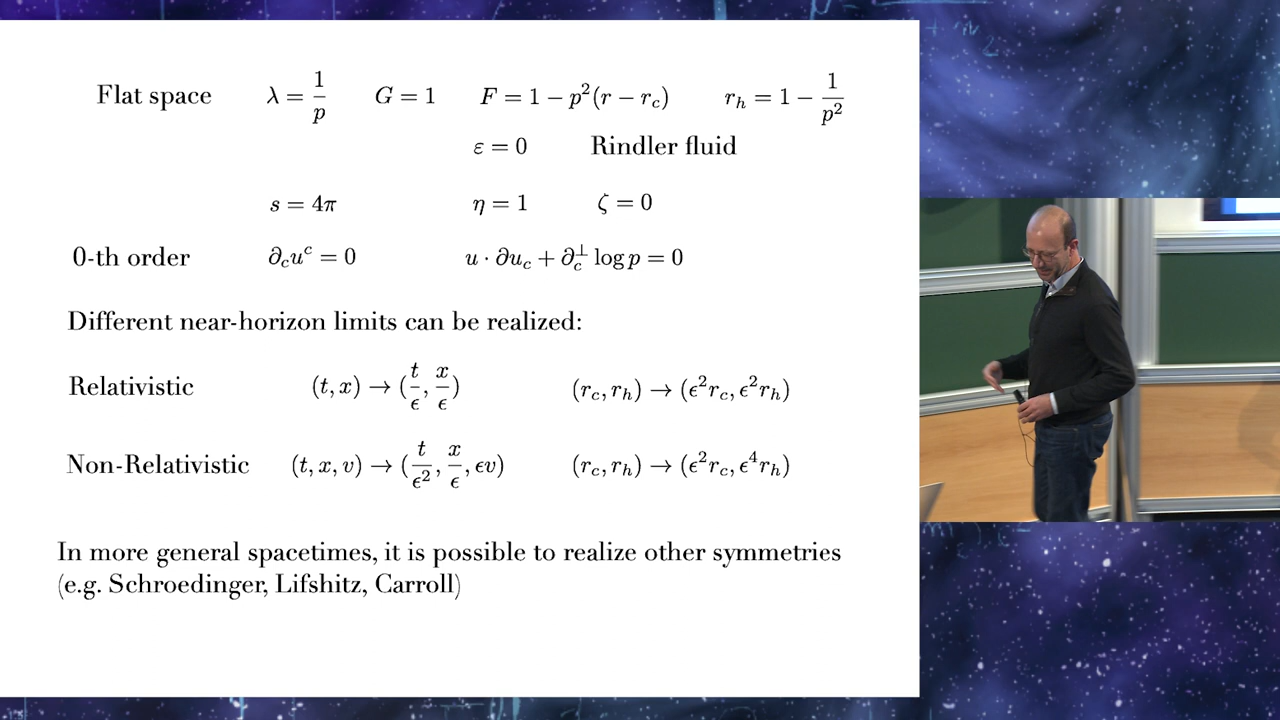 Flat space λ = 1/p G = 1 F = 1 − p²(r − r_c) r_h = 1 − 1/p²
ε = 0 Rindler fluid
s = 4π η = 1 ζ = 0
0-th order ∂_c u^c = 0 u · ∂u_c + ∂_c^⊥ log p = 0
Different near-horizon limits can be realized:
Relativistic (t, x) → (t/ϵ, x/ϵ) (r_c, r_h) → (ϵ²r_c, ϵ²r_h)
Non-Relativistic (t, x, v) → (t/ϵ², x/ϵ, ϵv) (r_c, r_h) → (ϵ²r_c, ϵ⁴r_h)
In more general spacetimes, it is possible to realize other symmetries
(e.g. Schroedinger, Lifshitz, Carroll)